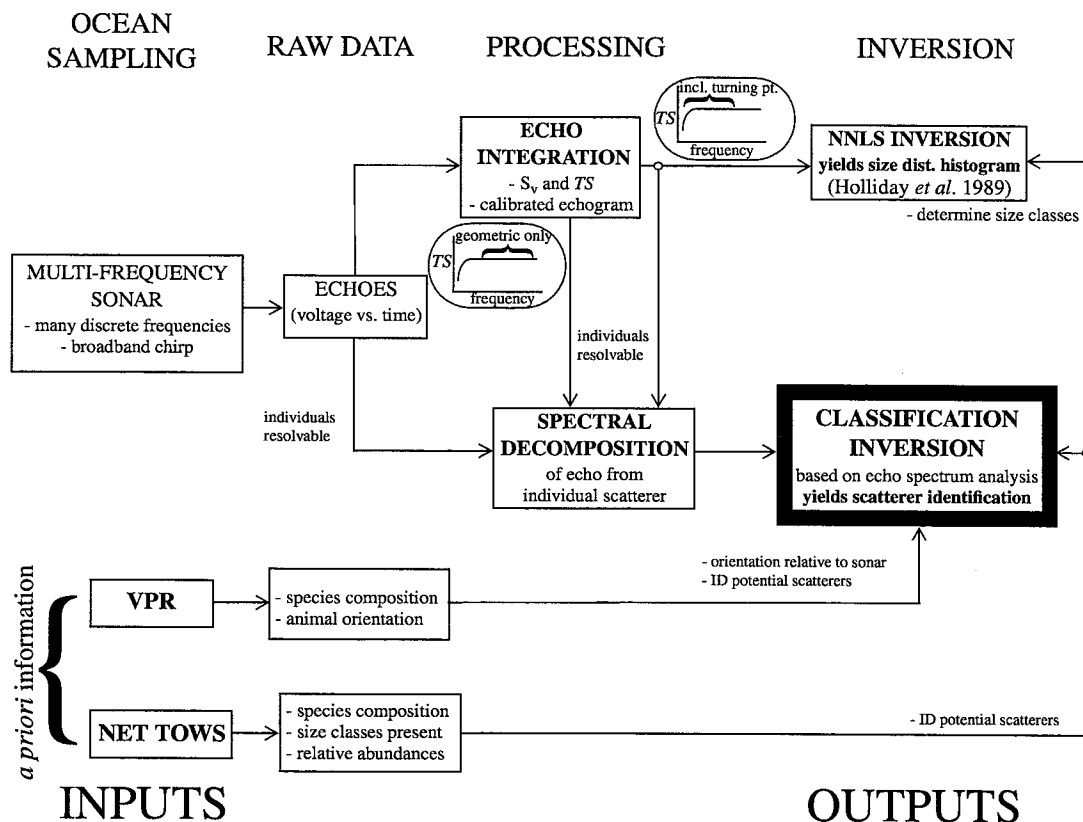 OCEAN
SAMPLING
RAW DATA
PROCESSING
INVERSION
incl. turning pt.
TS
frequency
ECHO
INTEGRATION
- Sv and TS
- calibrated echogram
NNLS INVERSION
yields size dist. histogram
(Holliday et al. 1989)
- determine size classes
geometric only
TS
frequency
MULTI-FREQUENCY
SONAR
- many discrete frequencies
- broadband chirp
ECHOES
(voltage vs. time)
individuals
resolvable
individuals
resolvable
SPECTRAL
DECOMPOSITION
of echo from
individual scatterer
CLASSIFICATION
INVERSION
based on echo spectrum analysis
yields scatterer identification
- orientation relative to sonar
- ID potential scatterers
a priori information
VPR
- species composition
- animal orientation
NET TOWS
- species composition
- size classes present
- relative abundances
- ID potential scatterers
INPUTS
OUTPUTS